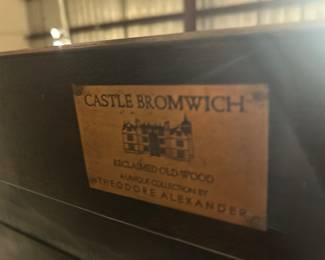 CASTLE BROMWICH
RECLAIMED OLD WOOD
A UNIQUE COLLECTION BY
THEODORE ALEXANDER